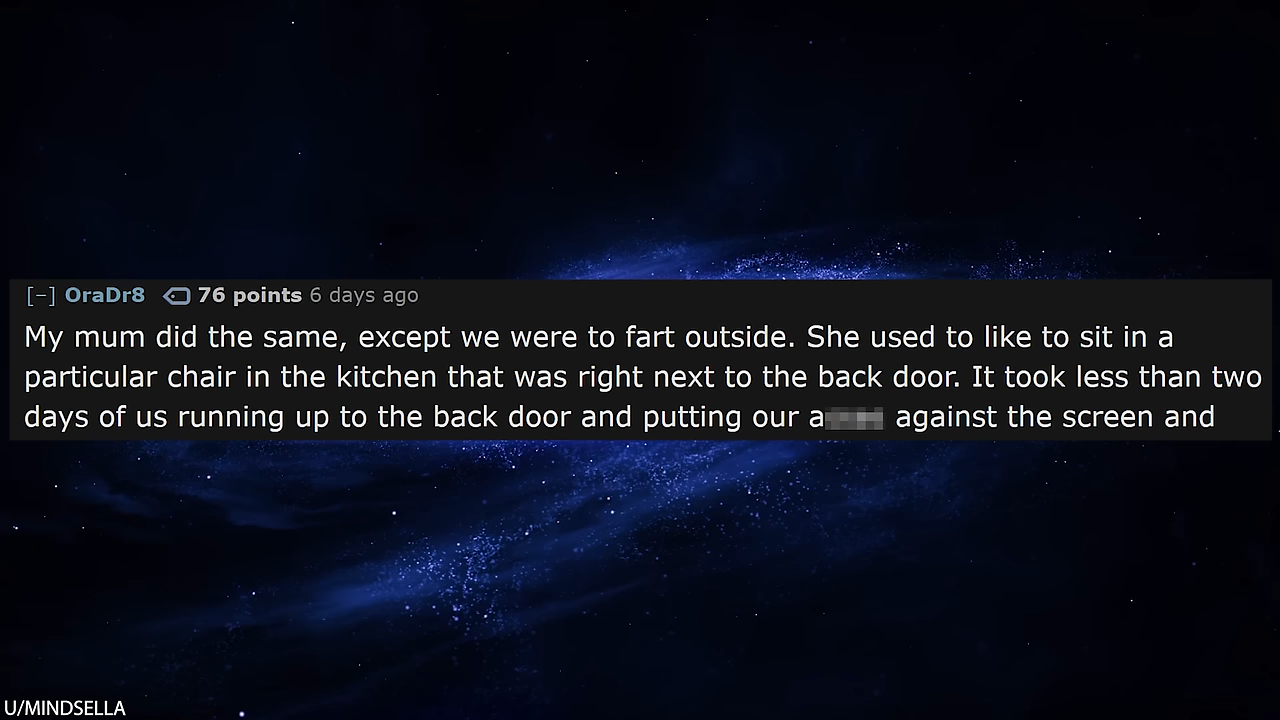 [−] OraDr8 76 points 6 days ago
My mum did the same, except we were to fart outside. She used to like to sit in a
particular chair in the kitchen that was right next to the back door. It took less than two
days of us running up to the back door and putting our a against the screen and
U/MINDSELLA